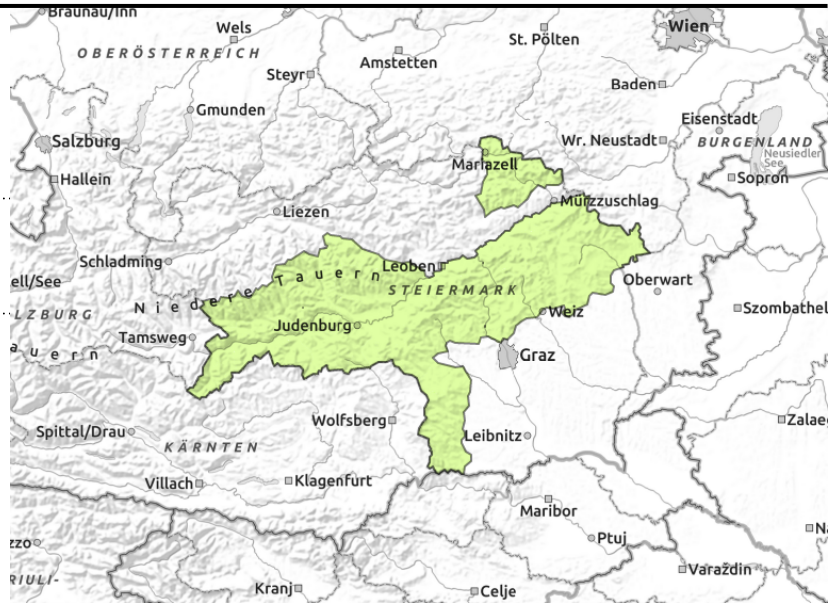 Braunau/Inn
Wels
OBERÖSTERREICH
St. Pölten
Wien
Amstetten
Steyr
Baden
Gmunden
Eisenstadt
Salzburg
Wr. Neustadt
BURGENLAND
Mariazell
Neusiedler
See
Hallein
Sopron
Mürzzuschlag
Liezen
Schladming
Leoben
ell/See
Niedere Tauern
STEIERMARK
Oberwart
LZBURG
Szombathel
Judenburg
Weiz
Tamsweg
auern
Graz
Wolfsberg
Zalaeg
Spittal/Drau
Leibnitz
KÄRNTEN
Villach
Klagenfurt
Maribor
Na
zzo
Ptuj
RIULI-
Varaždin
Kranj
Celje